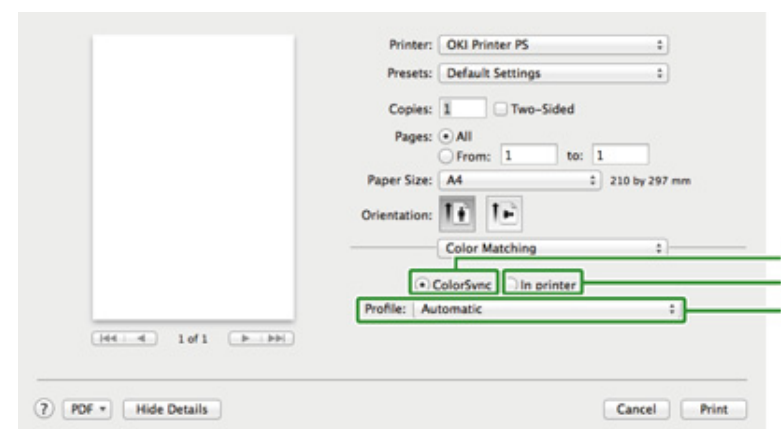 Printer: OKI Printer PS
Presets: Default Settings
Copies: 1 Two-Sided
Pages: All
From: 1 to: 1
Paper Size: A4 210 by 297 mm
Orientation:
Color Matching
ColorSync In printer
Profile: Automatic
1 of 1
? PDF Hide Details Cancel Print